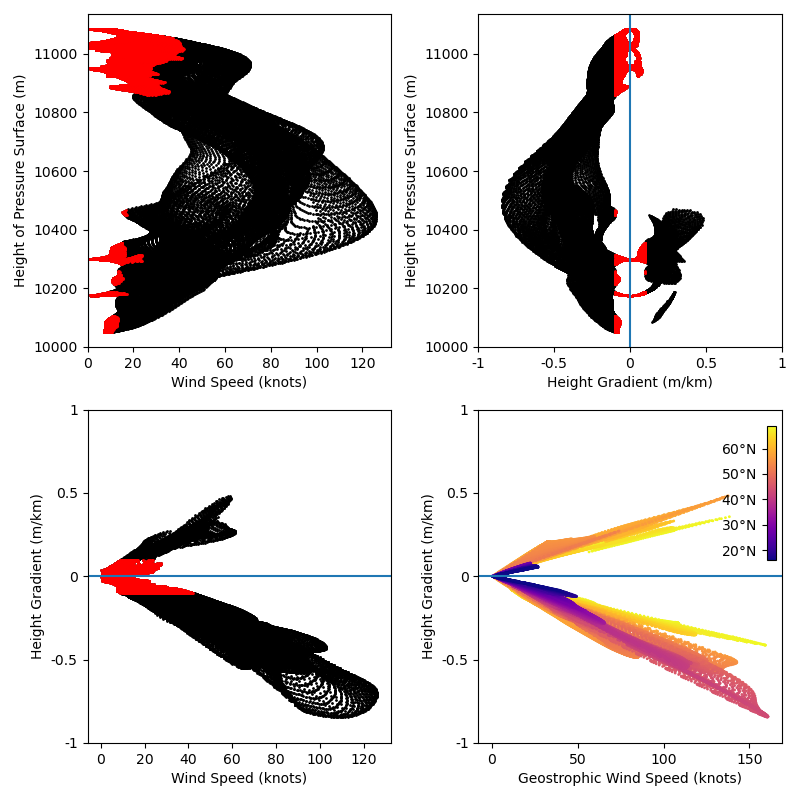 Height of Pressure Surface (m)
11000
10800
10600
10400
10200
10000
0 20 40 60 80 100 120
Wind Speed (knots)
Height of Pressure Surface (m)
11000
10800
10600
10400
10200
10000
-1 -0.5 0 0.5 1
Height Gradient (m/km)
Height Gradient (m/km)
1
0.5
0
-0.5
-1
0 20 40 60 80 100 120
Wind Speed (knots)
Height Gradient (m/km)
1
0.5
0
-0.5
-1
60°N
50°N
40°N
30°N
20°N
0 50 100 150
Geostrophic Wind Speed (knots)